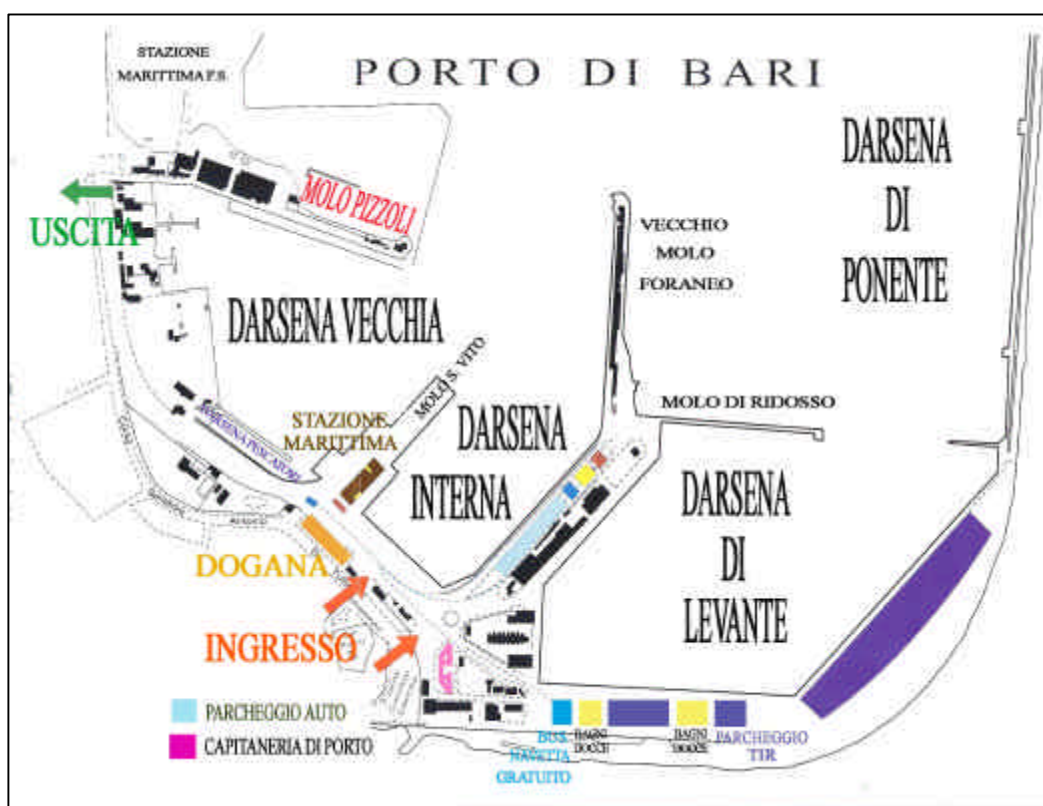 STAZIONE
MARITTIMA F.S.
PORTO DI BARI
DARSENA
DI
PONENTE
MOLO PIZZOLI
USCITA
VECCHIO
MOLO
FORANEO
DARSENA VECCHIA
MOLO S. VITO
STAZIONE
MARITTIMA
DARSENA
INTERNA
MOLO DI RIDOSSO
DARSENA PESCATORI
DARSENA
DI
LEVANTE
DOGANA
INGRESSO
PARCHEGGIO AUTO
CAPITANERIA DI PORTO
BUS
NAVETTA
GRATUITO
BAGNI
DOCCE
BAGNI
DOCCE
PARCHEGGIO
TIR